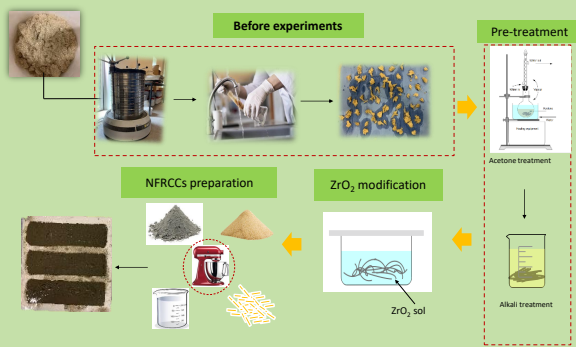 Before experiments
Pre-treatment
Acetone treatment
NFRCCs preparation
ZrO₂ modification
ZrO₂ sol
Alkali treatment